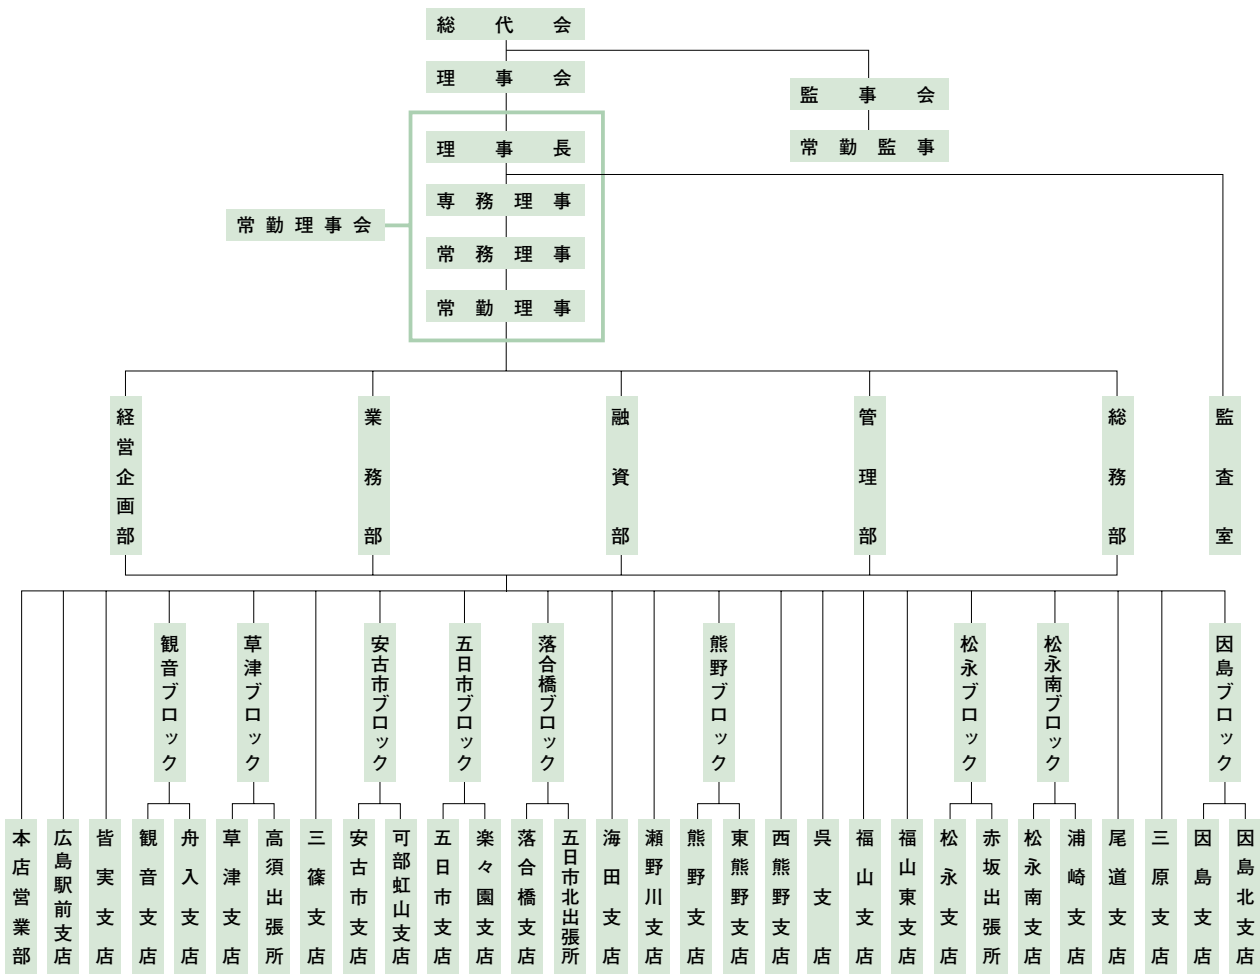 総代会
理事会
監事会
理事長
常勤監事
専務理事
常勤理事会
常務理事
常勤理事
経営企画部
業務部
融資部
管理部
総務部
監査室
観音ブロック
草津ブロック
安古市ブロック
五日市ブロック
落合橋ブロック
熊野ブロック
松永ブロック
松永南ブロック
因島ブロック
本店営業部
広島駅前支店
皆実支店
観音支店
舟入支店
草津支店
高須出張所
三篠支店
安古市支店
可部虹山支店
五日市支店
楽々園支店
落合橋支店
五日市北出張所
海田支店
瀬野川支店
熊野支店
東熊野支店
西熊野支店
呉支店
福山支店
福山東支店
松永支店
赤坂出張所
松永南支店
浦崎支店
尾道支店
三原支店
因島支店
因島北支店